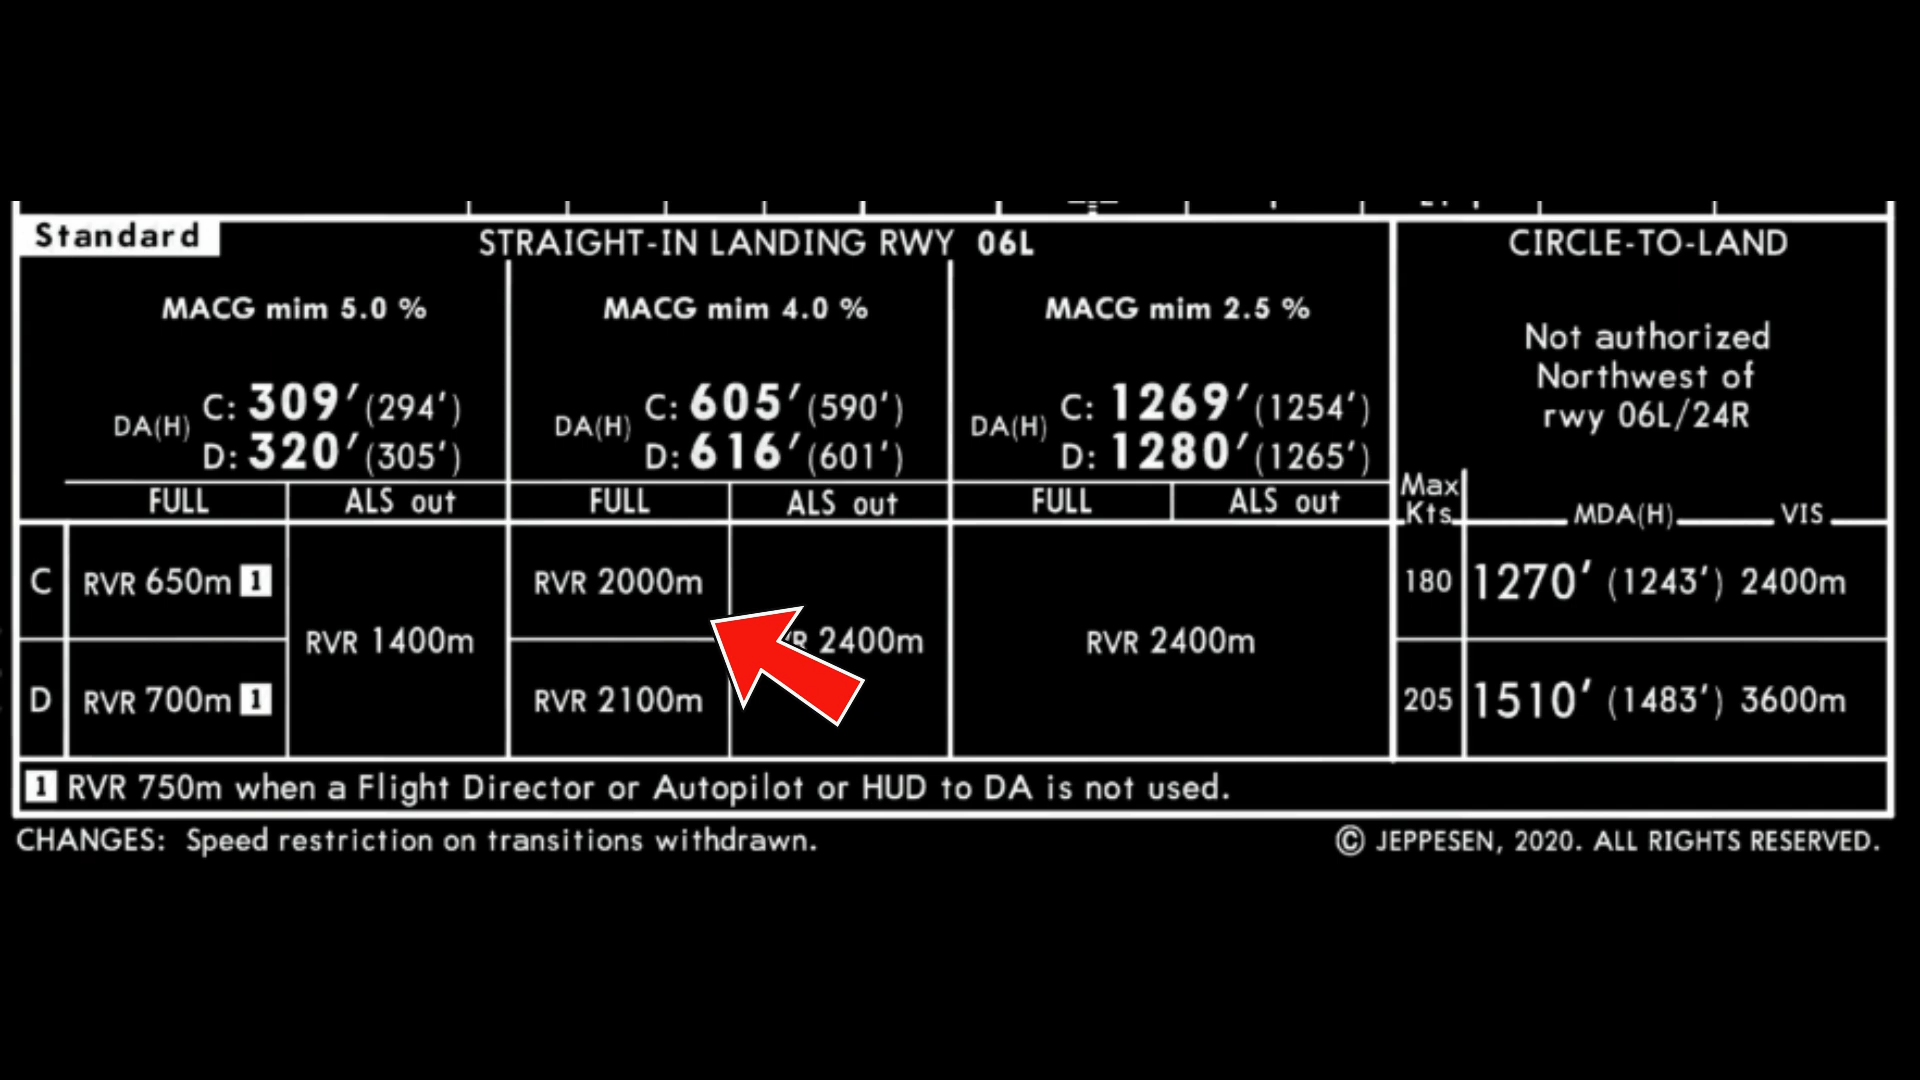 Standard
STRAIGHT-IN LANDING RWY 06L
CIRCLE-TO-LAND
MACG mim 5.0 %
MACG mim 4.0 %
MACG mim 2.5 %
Not authorized
Northwest of
rwy 06L/24R
DA(H) C: 309′(294′)
D: 320′(305′)
DA(H) C: 605′(590′)
D: 616′(601′)
DA(H) C: 1269′(1254′)
D: 1280′(1265′)
FULL
ALS out
FULL
ALS out
FULL
ALS out
Max
Kts
MDA(H)
VIS
C
RVR 650m 1
RVR 1400m
RVR 2000m
2400m
RVR 2400m
180
1270′ (1243′) 2400m
D
RVR 700m 1
RVR 2100m
205
1510′ (1483′) 3600m
1 RVR 750m when a Flight Director or Autopilot or HUD to DA is not used.
CHANGES: Speed restriction on transitions withdrawn.
© JEPPESEN, 2020. ALL RIGHTS RESERVED.